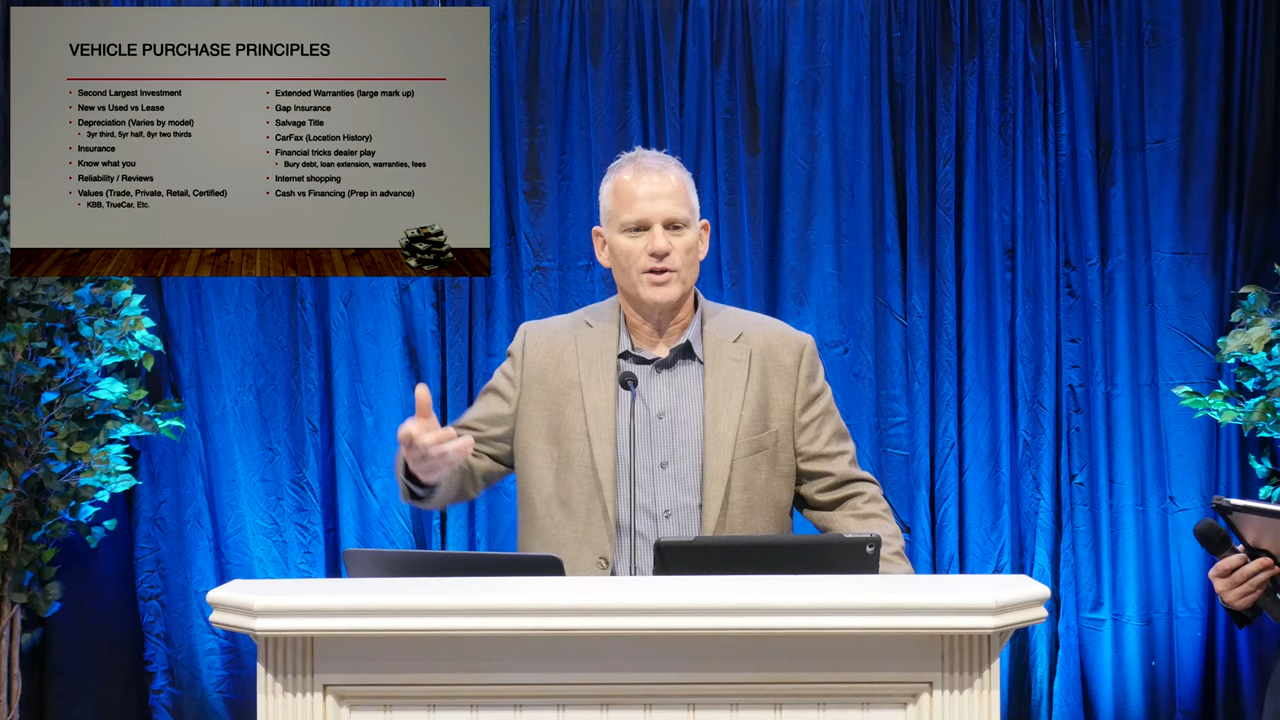 VEHICLE PURCHASE PRINCIPLES
Second Largest Investment
New vs Used vs Lease
Depreciation (Varies by model)
3yr third, 5yr half, 8yr two thirds
Insurance
Know what you
Reliability / Reviews
Values (Trade, Private, Retail, Certified)
KBB, TrueCar, Etc.
Extended Warranties (large mark up)
Gap Insurance
Salvage Title
CarFax (Location History)
Financial tricks dealer play
Bury debt, loan extension, warranties, fees
Internet shopping
Cash vs Financing (Prep in advance)